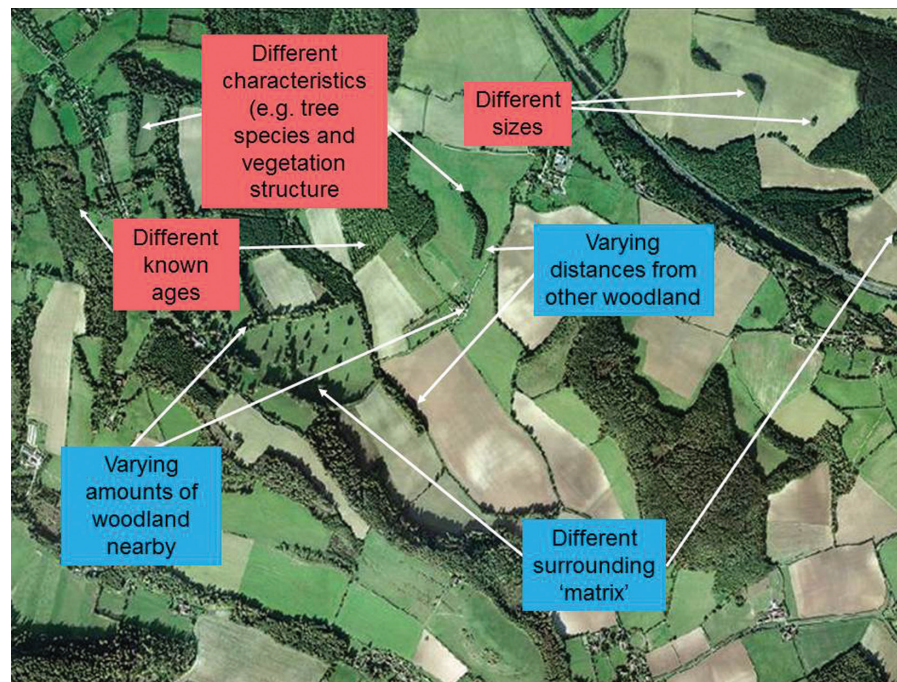 Different
characteristics
(e.g. tree
species and
vegetation
structure
Different
sizes
Different
known
ages
Varying
distances from
other woodland
Varying
amounts of
woodland
nearby
Different
surrounding
‘matrix’